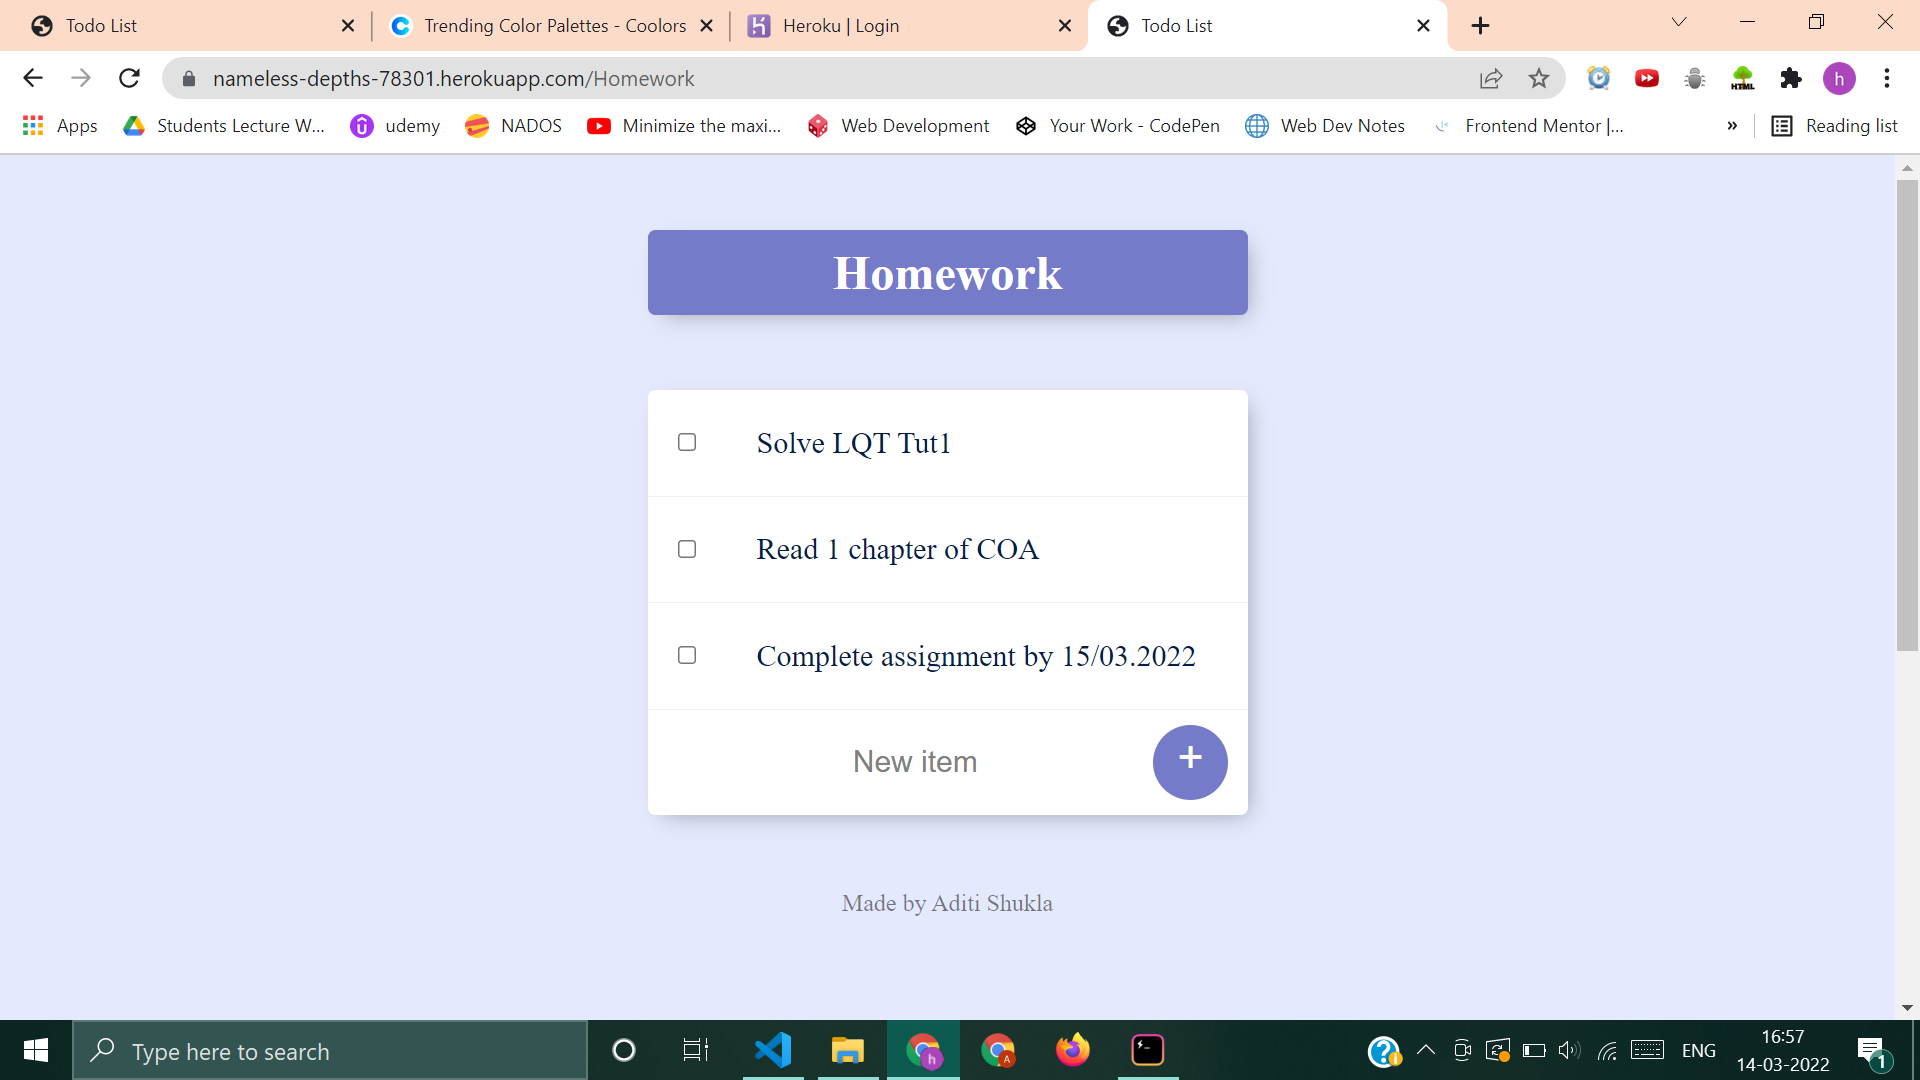 Todo List
Trending Color Palettes - Coolors
Heroku | Login
Todo List
nameless-depths-78301.herokuapp.com/Homework
h
Apps
Students Lecture W...
udemy
NADOS
Minimize the maxi...
Web Development
Your Work - CodePen
Web Dev Notes
Frontend Mentor |...
»
Reading list
HTML
Homework
Solve LQT Tut1
Read 1 chapter of COA
Complete assignment by 15/03.2022
New item
+
Made by Aditi Shukla
Type here to search
h
A
ENG
16:57
14-03-2022
1